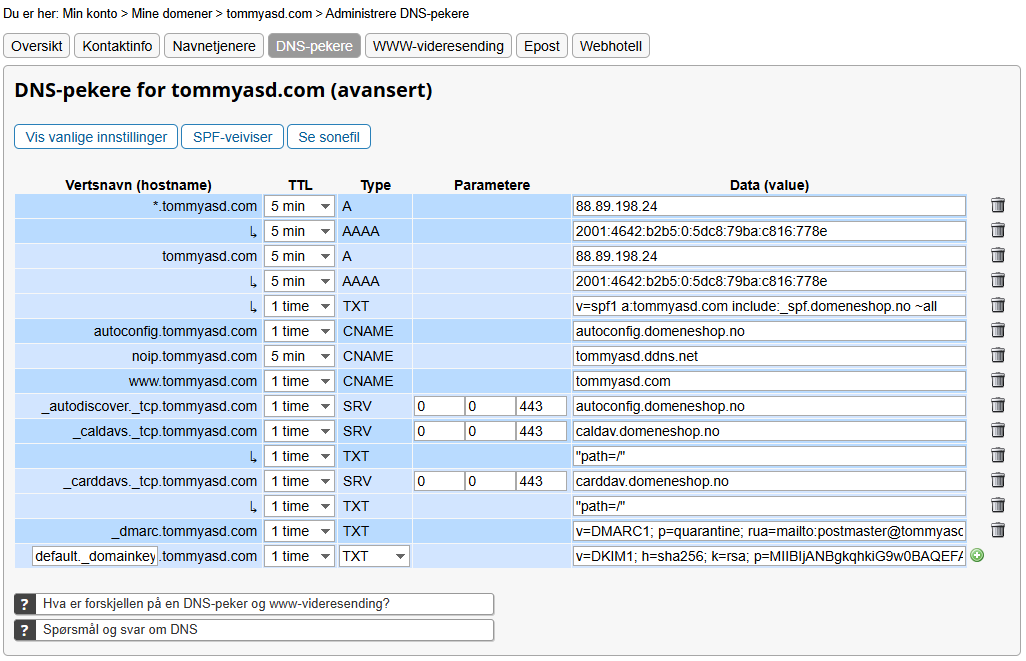 Du er her: Min konto > Mine domener > tommyasd.com > Administrere DNS-pekere
Oversikt Kontaktinfo Navnetjenere DNS-pekere WWW-videresending Epost Webhotell
DNS-pekere for tommyasd.com (avansert)
Vis vanlige innstillinger SPF-veiviser Se sonefil
Vertsnavn (hostname) TTL Type Parametere Data (value)
*.tommyasd.com 5 min A 88.89.198.24
↳ 5 min AAAA 2001:4642:b2b5:0:5dc8:79ba:c816:778e
tommyasd.com 5 min A 88.89.198.24
↳ 5 min AAAA 2001:4642:b2b5:0:5dc8:79ba:c816:778e
↳ 1 time TXT v=spf1 a:tommyasd.com include:_spf.domeneshop.no ~all
autoconfig.tommyasd.com 1 time CNAME autoconfig.domeneshop.no
noip.tommyasd.com 5 min CNAME tommyasd.ddns.net
www.tommyasd.com 1 time CNAME tommyasd.com
_autodiscover._tcp.tommyasd.com 1 time SRV 0 0 443 autoconfig.domeneshop.no
_caldavs._tcp.tommyasd.com 1 time SRV 0 0 443 caldav.domeneshop.no
↳ 1 time TXT "path=/"
_carddavs._tcp.tommyasd.com 1 time SRV 0 0 443 carddav.domeneshop.no
↳ 1 time TXT "path=/"
_dmarc.tommyasd.com 1 time TXT v=DMARC1; p=quarantine; rua=mailto:postmaster@tommyasd
default._domainkey.tommyasd.com 1 time TXT v=DKIM1; h=sha256; k=rsa; p=MIIBIjANBgkqhkiG9w0BAQEFA
? Hva er forskjellen på en DNS-peker og www-videresending?
? Spørsmål og svar om DNS